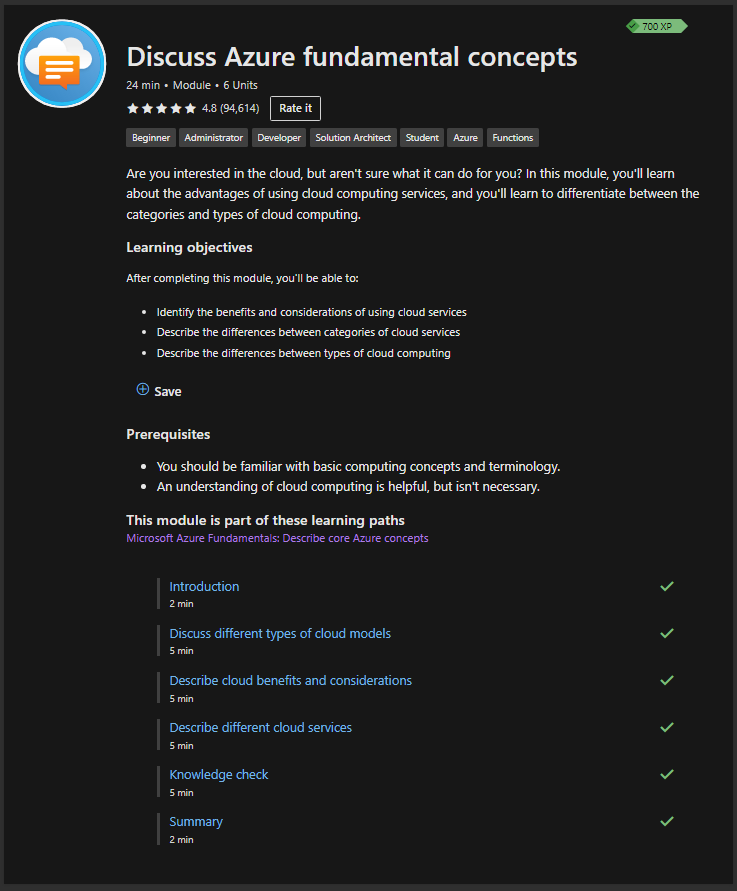 700 XP
Discuss Azure fundamental concepts
24 min • Module • 6 Units
4.8 (94,614) Rate it
Beginner Administrator Developer Solution Architect Student Azure Functions
Are you interested in the cloud, but aren't sure what it can do for you? In this module, you'll learn
about the advantages of using cloud computing services, and you'll learn to differentiate between the
categories and types of cloud computing.
Learning objectives
After completing this module, you'll be able to:
• Identify the benefits and considerations of using cloud services
• Describe the differences between categories of cloud services
• Describe the differences between types of cloud computing
Save
Prerequisites
• You should be familiar with basic computing concepts and terminology.
• An understanding of cloud computing is helpful, but isn't necessary.
This module is part of these learning paths
Microsoft Azure Fundamentals: Describe core Azure concepts
Introduction
2 min
Discuss different types of cloud models
5 min
Describe cloud benefits and considerations
5 min
Describe different cloud services
5 min
Knowledge check
5 min
Summary
2 min